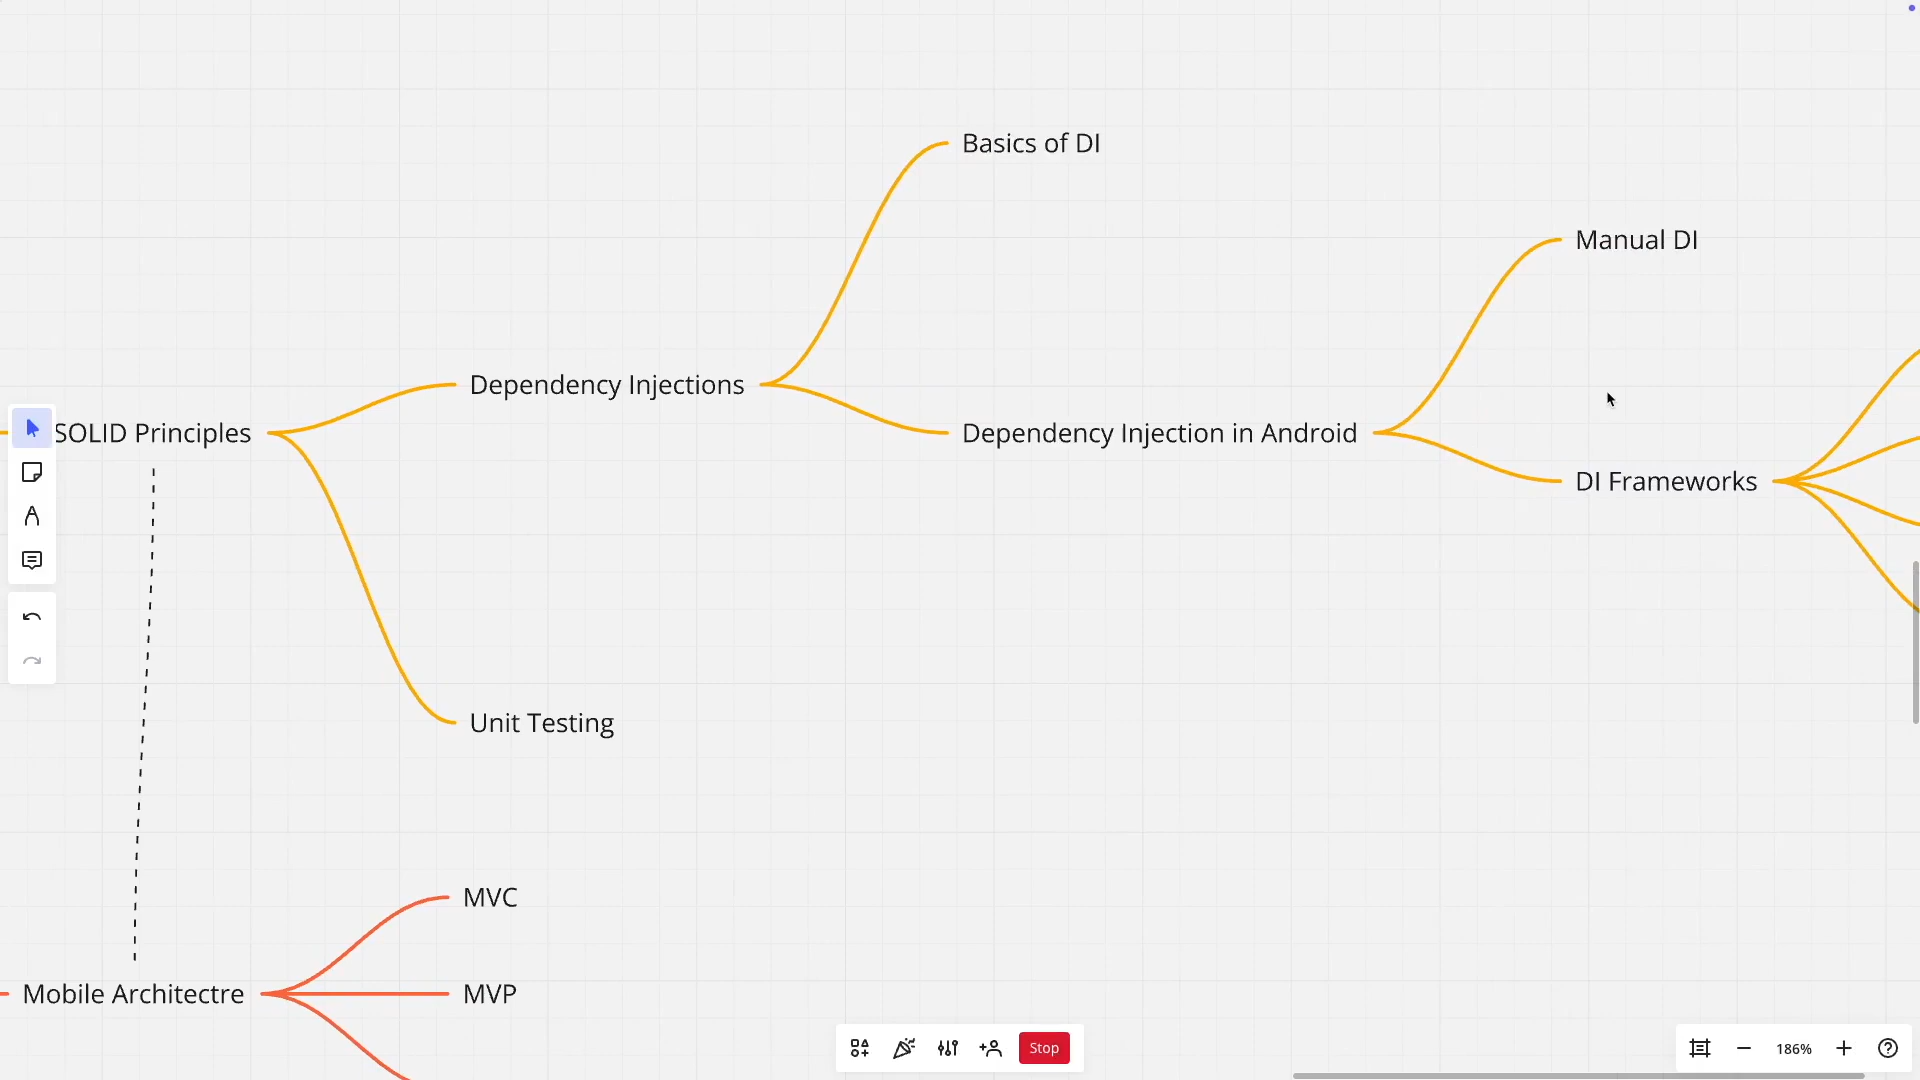 Basics of DI
Manual DI
Dependency Injections
SOLID Principles
Dependency Injection in Android
DI Frameworks
Unit Testing
MVC
Mobile Architectre
MVP
Stop
186%